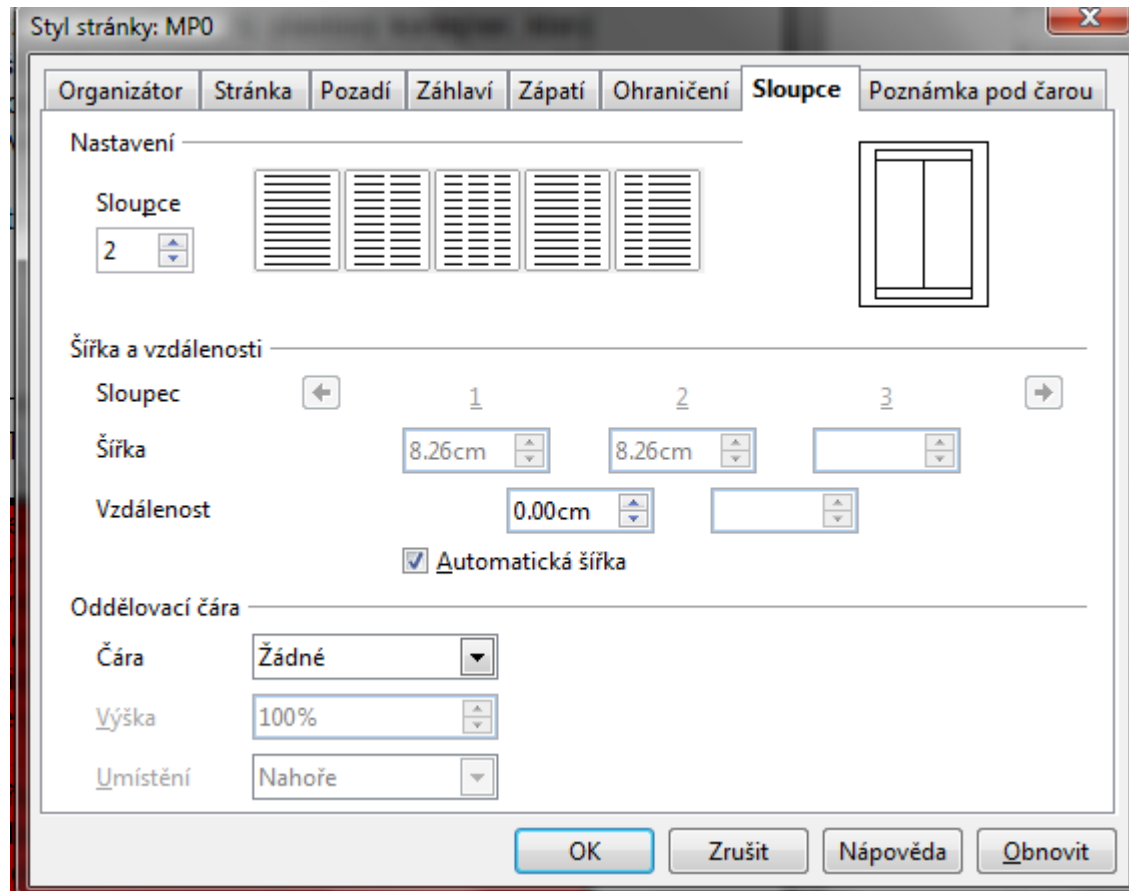 Styl stránky: MP0
Organizátor Stránka Pozadí Záhlaví Zápatí Ohraničení Sloupce Poznámka pod čarou
Nastavení
Sloupce
2
Šířka a vzdálenosti
Sloupec 1 2 3
Šířka 8.26cm 8.26cm
Vzdálenost 0.00cm
Automatická šířka
Oddělovací čára
Čára Žádné
Výška 100%
Umístění Nahoře
OK Zrušit Nápověda Obnovit